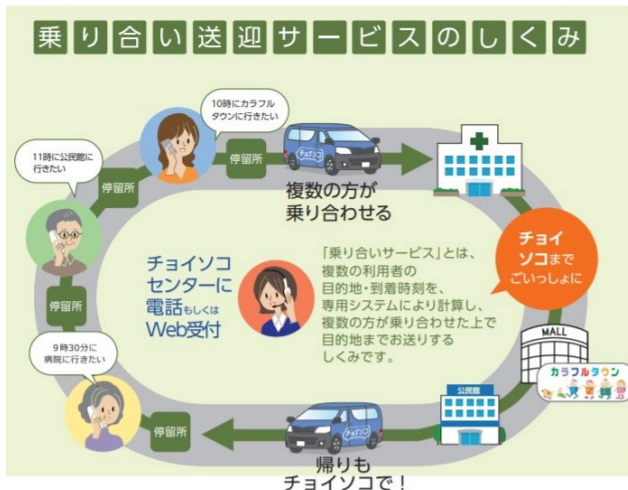 乗り合い送迎サービスのしくみ
10時にカラフル
タウンに行きたい
11時に公民館に
行きたい
停留所
停留所
チョイソコ
複数の方が
乗り合わせる
チョイ
ソコまで
ごいっしょに
チョイソコ
センターに
電話もしくは
Web受付
「乗り合いサービス」とは、
複数の利用者の
目的地・到着時刻を、
専用システムにより計算し、
複数の方が乗り合わせた上で
目的地までお送りする
しくみです。
停留所
9時30分に
病院に行きたい
MALL
カラフルタウン
公民館
停留所
チョイソコ
帰りも
チョイソコで！